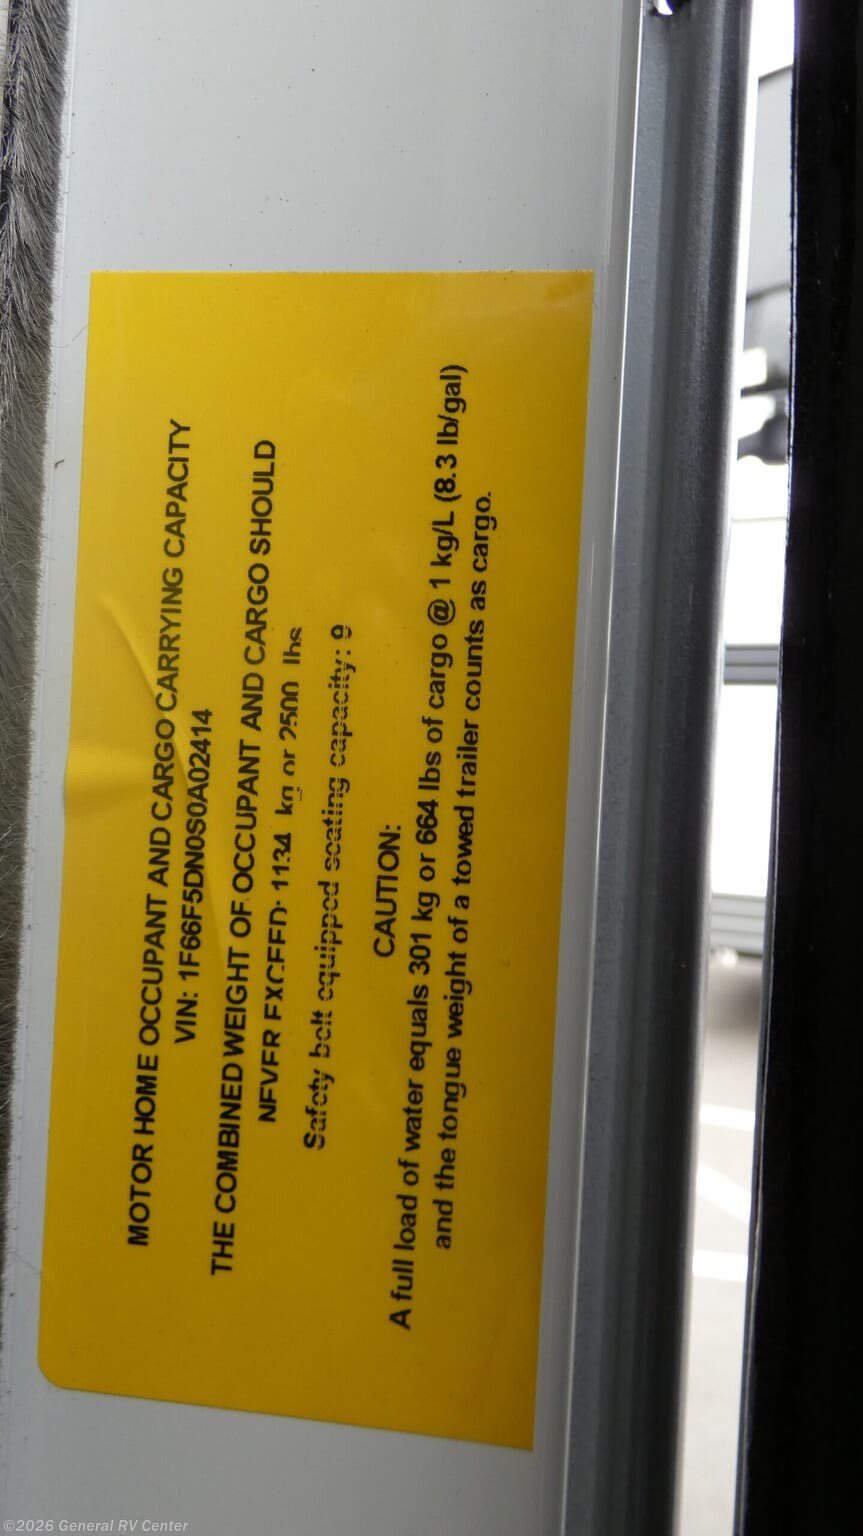 MOTOR HOME OCCUPANT AND CARGO CARRYING CAPACITY
VIN: 1F66F5DN0S0A02414
THE COMBINED WEIGHT OF OCCUPANT AND CARGO SHOULD
NEVER EXCEED: 1134 kg or 2500 lbs
Safety belt equipped seating capacity:
CAUTION:
A full load of water equals 301 kg or 664 lbs of cargo @ 1 kg/L (8.3 lb/gal)
and the tongue weight of a towed trailer counts as cargo.
©2026 General RV Center